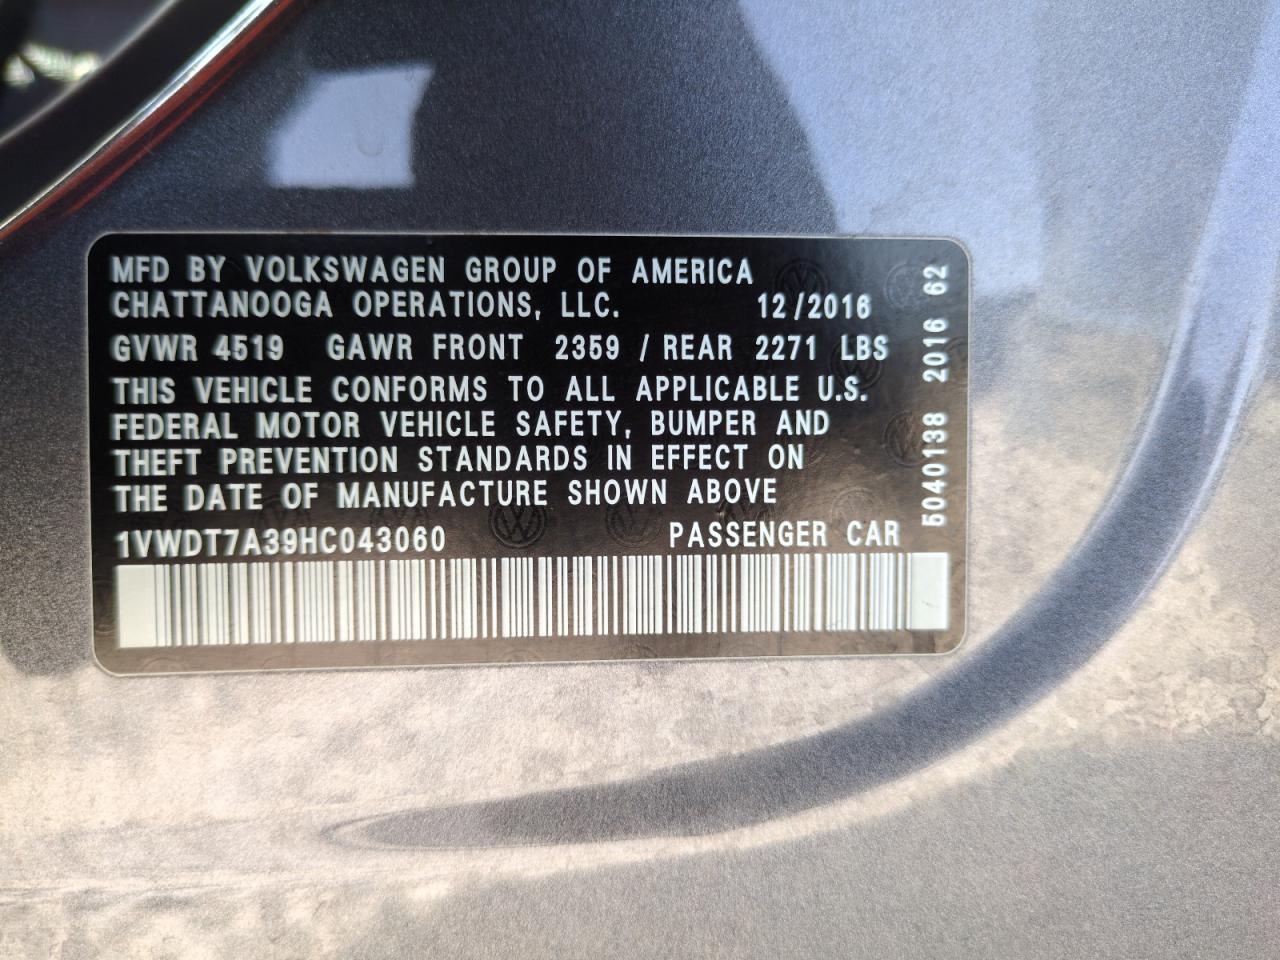 MFD BY VOLKSWAGEN GROUP OF AMERICA
CHATTANOOGA OPERATIONS, LLC. 12/2016
GVWR 4519 GAWR FRONT 2359 / REAR 2271 LBS
THIS VEHICLE CONFORMS TO ALL APPLICABLE U.S.
FEDERAL MOTOR VEHICLE SAFETY, BUMPER AND
THEFT PREVENTION STANDARDS IN EFFECT ON
THE DATE OF MANUFACTURE SHOWN ABOVE
1VWDT7A39HC043060 PASSENGER CAR
5040138 2016 62